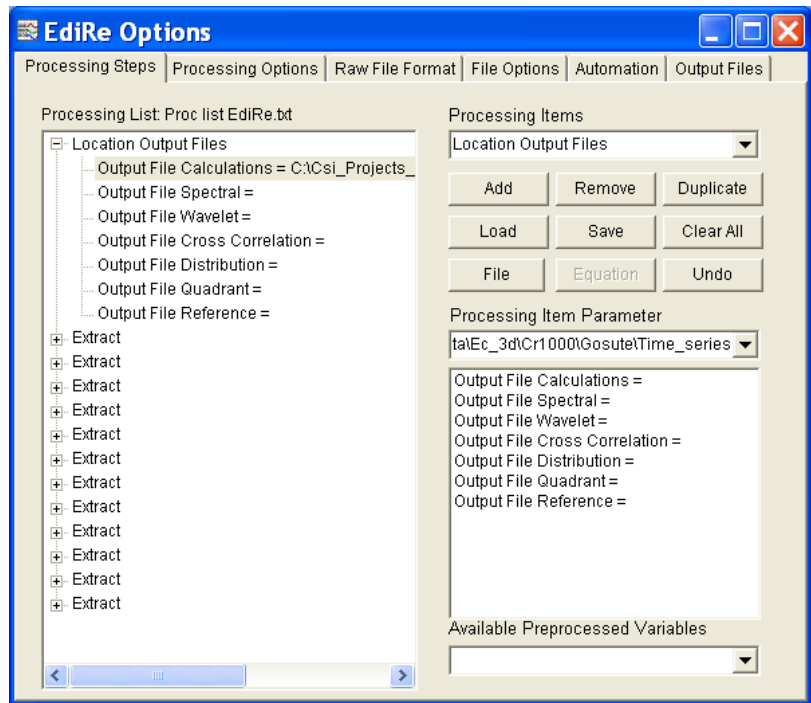 EdiRe Options
Processing Steps Processing Options Raw File Format File Options Automation Output Files
Processing List: Proc list EdiRe.txt
Location Output Files
Output File Calculations = C:\Csi_Projects_
Output File Spectral =
Output File Wavelet =
Output File Cross Correlation =
Output File Distribution =
Output File Quadrant =
Output File Reference =
Extract
Extract
Extract
Extract
Extract
Extract
Extract
Extract
Extract
Extract
Extract
Extract
Processing Items
Location Output Files
Add Remove Duplicate
Load Save Clear All
File Equation Undo
Processing Item Parameter
ta\Ec_3d\Cr1000\Gosute\Time_series
Output File Calculations =
Output File Spectral =
Output File Wavelet =
Output File Cross Correlation =
Output File Distribution =
Output File Quadrant =
Output File Reference =
Available Preprocessed Variables